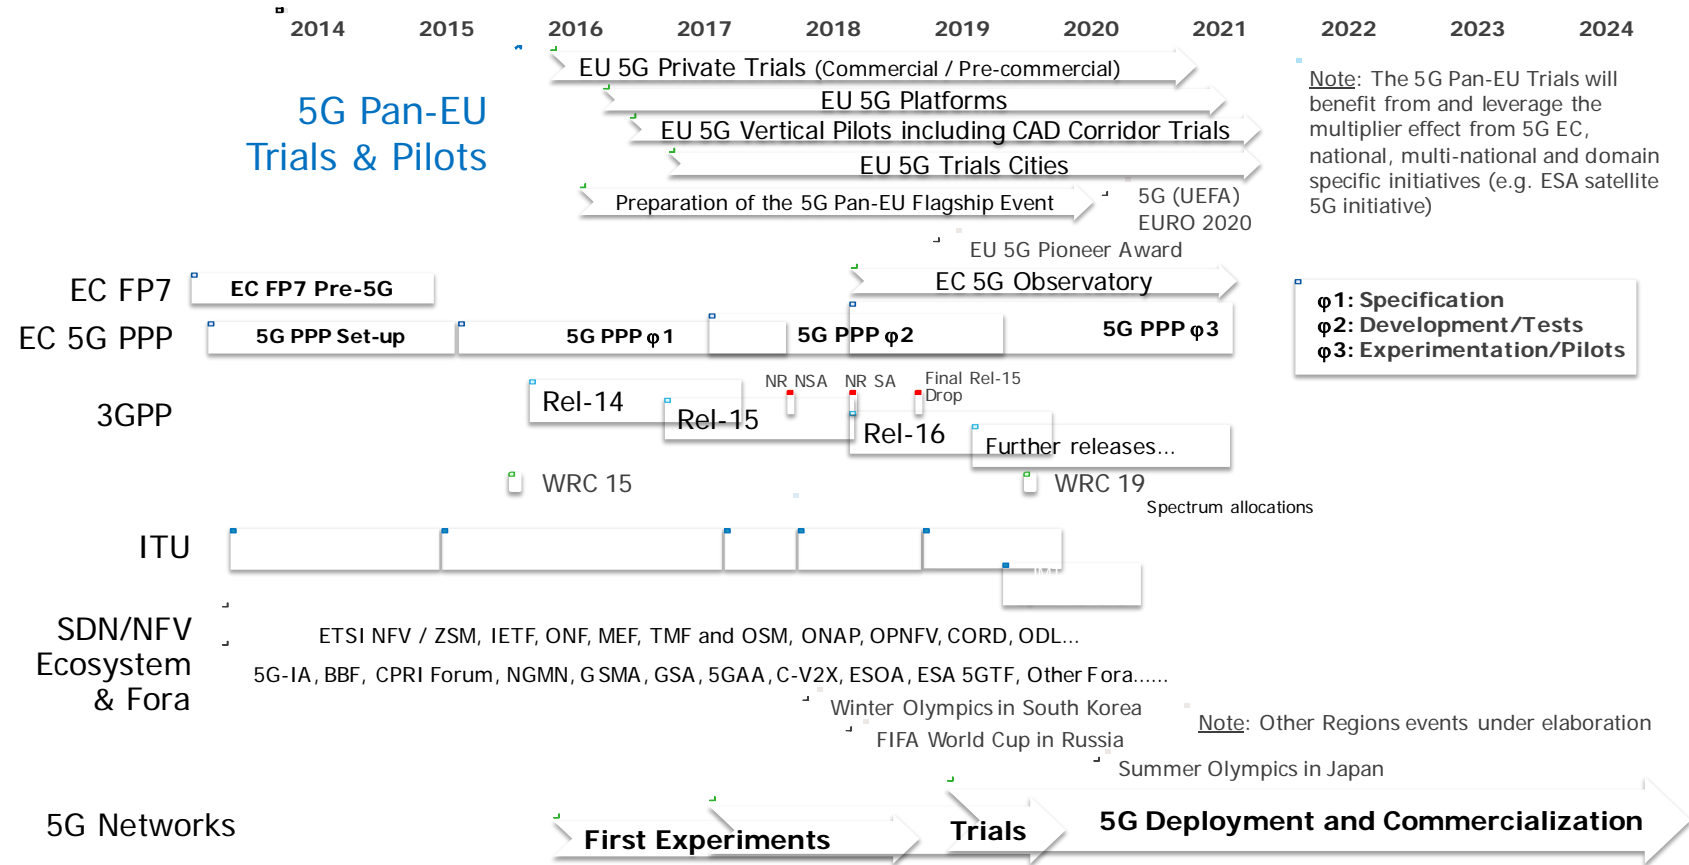 2014 2015 2016 2017 2018 2019 2020 2021 2022 2023 2024
EU 5G Private Trials (Commercial / Pre-commercial)
EU 5G Platforms
EU 5G Vertical Pilots including CAD Corridor Trials
EU 5G Trials Cities
Preparation of the 5G Pan-EU Flagship Event
5G Pan-EU
Trials & Pilots
5G (UEFA)
EURO 2020
EU 5G Pioneer Award
Note: The 5G Pan-EU Trials will
benefit from and leverage the
multiplier effect from 5G EC,
national, multi-national and domain
specific initiatives (e.g. ESA satellite
5G initiative)
EC FP7
EC FP7 Pre-5G
EC 5G Observatory
EC 5G PPP
5G PPP Set-up
5G PPP φ1
5G PPP φ2
5G PPP φ3
φ1: Specification
φ2: Development/Tests
φ3: Experimentation/Pilots
3GPP
Rel-14
Rel-15
NR NSA
NR SA
Final Rel-15
Drop
Rel-16
Further releases...
WRC 15
WRC 19
Spectrum allocations
ITU
SDN/NFV
Ecosystem
& Fora
ETSI NFV / ZSM, IETF, ONF, MEF, TMF and OSM, ONAP, OPNFV, CORD, ODL...
5G-IA, BBF, CPRI Forum, NGMN, GSMA, GSA, 5GAA, C-V2X, ESOA, ESA 5GTF, Other Fora......
Winter Olympics in South Korea
FIFA World Cup in Russia
Note: Other Regions events under elaboration
Summer Olympics in Japan
5G Networks
First Experiments
Trials
5G Deployment and Commercialization